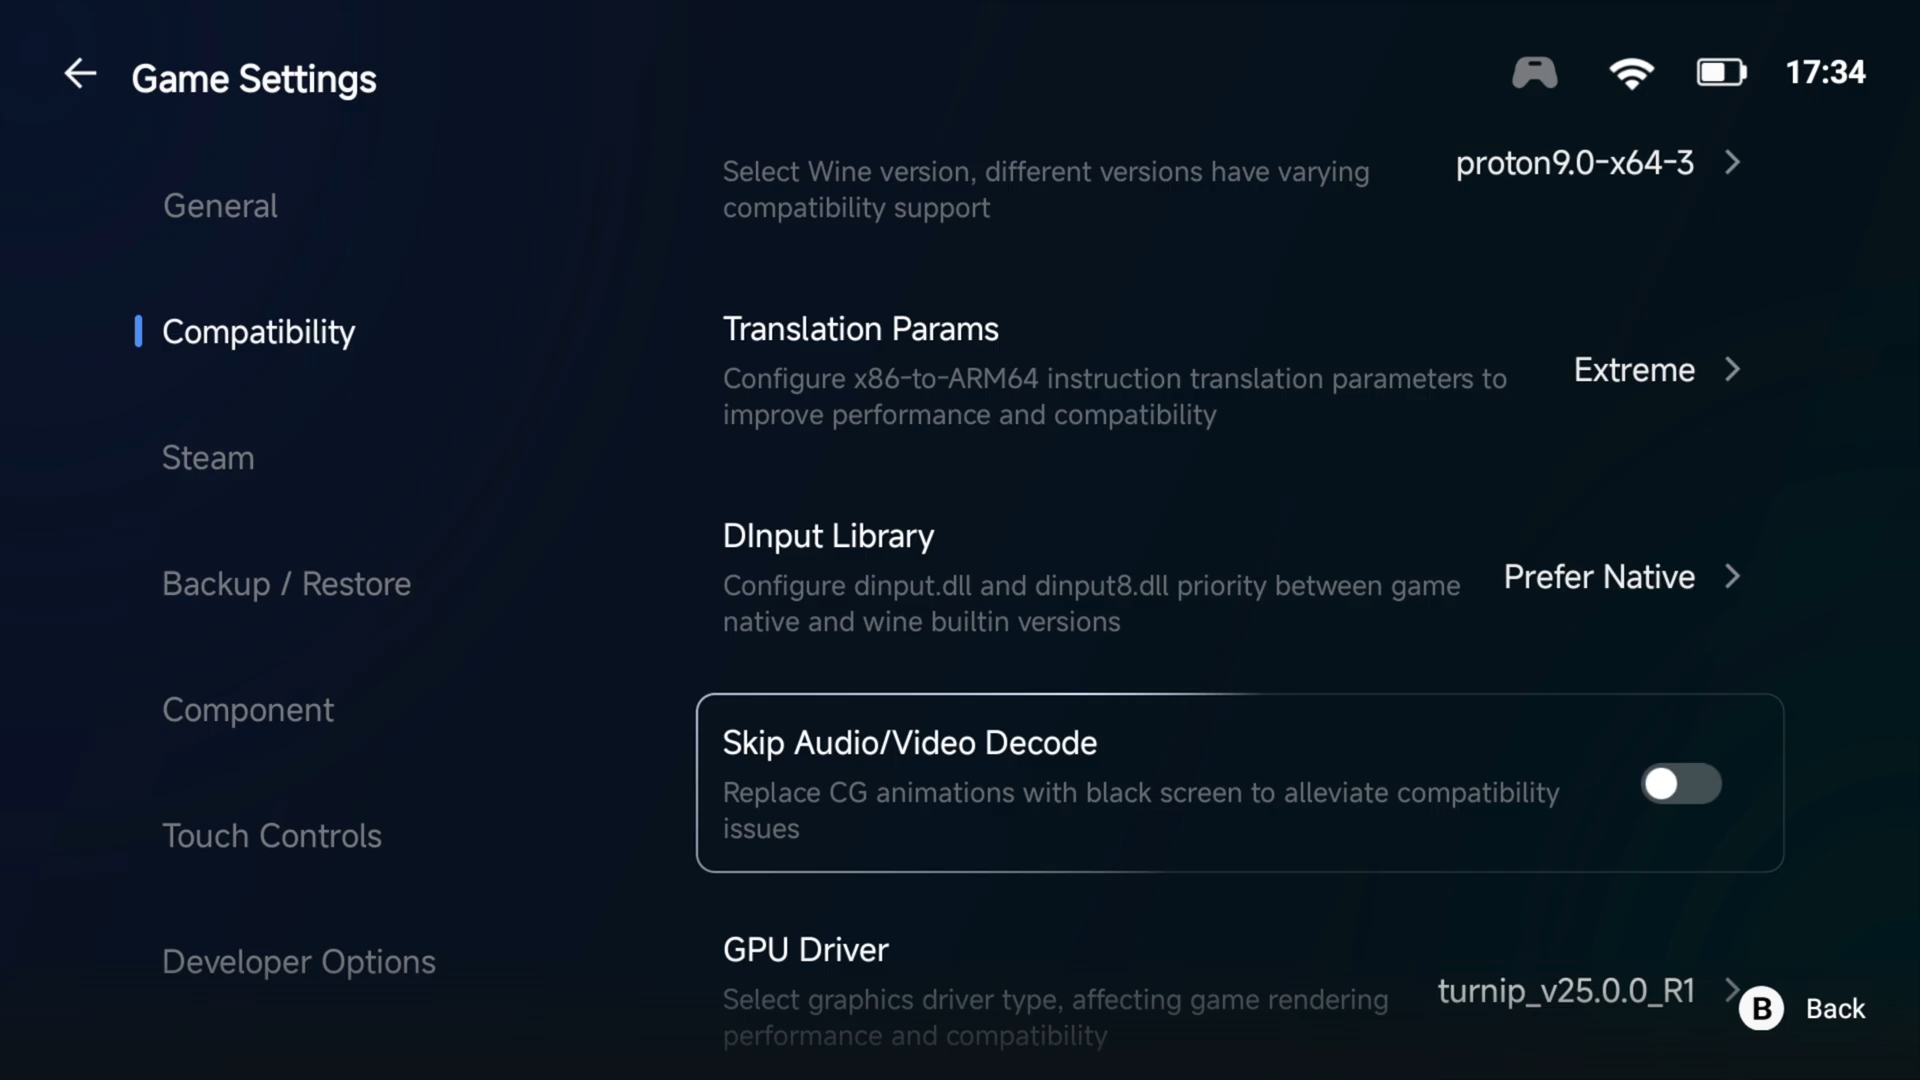 Game Settings
17:34
General
Compatibility
Steam
Backup / Restore
Component
Touch Controls
Developer Options
Select Wine version, different versions have varying
compatibility support
proton9.0-x64-3
Translation Params
Configure x86-to-ARM64 instruction translation parameters to
improve performance and compatibility
Extreme
DInput Library
Configure dinput.dll and dinput8.dll priority between game
native and wine builtin versions
Prefer Native
Skip Audio/Video Decode
Replace CG animations with black screen to alleviate compatibility
issues
GPU Driver
Select graphics driver type, affecting game rendering
performance and compatibility
turnip_v25.0.0_R1
B Back